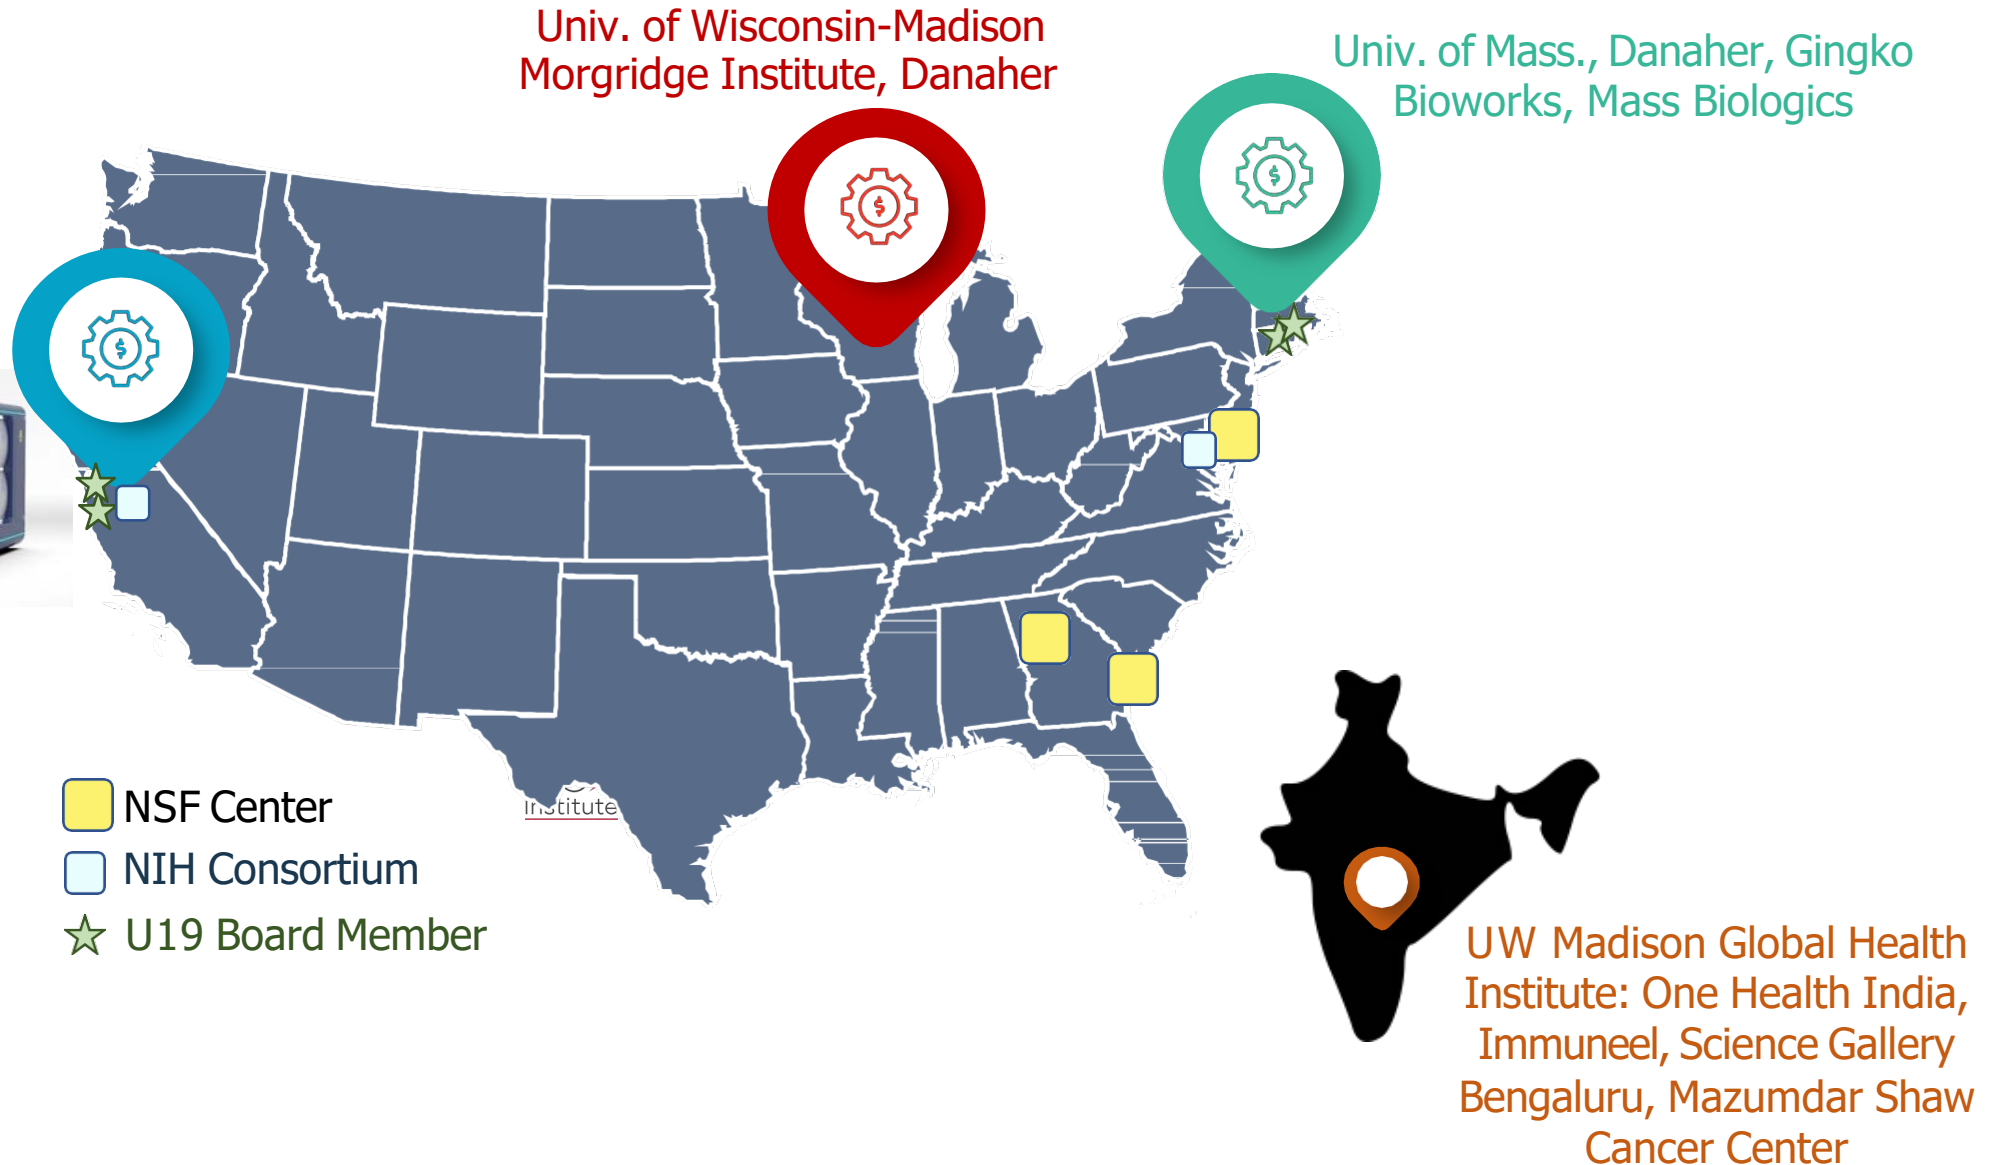 Univ. of Wisconsin-Madison
Morgridge Institute, Danaher
Univ. of Mass., Danaher, Gingko
Bioworks, Mass Biologics
$
$
$
NSF Center
Institute
NIH Consortium
U19 Board Member
UW Madison Global Health
Institute: One Health India,
Immuneel, Science Gallery
Bengaluru, Mazumdar Shaw
Cancer Center